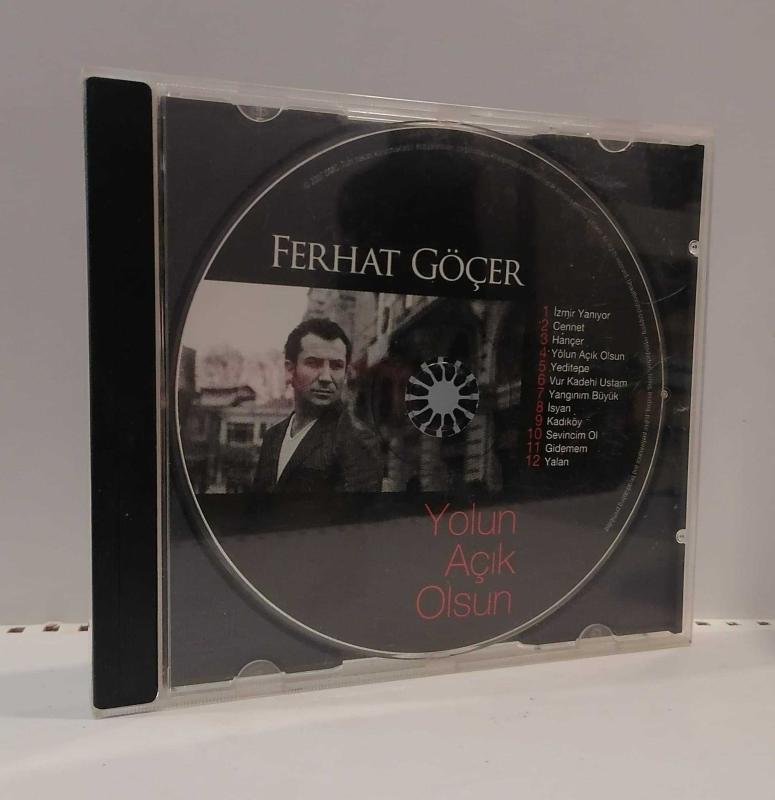 FERHAT GÖÇER
1 İzmir Yanıyor
2 Cennet
3 Hançer
4 Yolun Açık Olsun
5 Yeditepe
6 Vur Kadehi Ustam
7 Yangınım Büyük
8 İsyan
9 Kadıköy
10 Sevincim Ol
11 Gidemem
12 Yalan
Yolun
Açık
Olsun